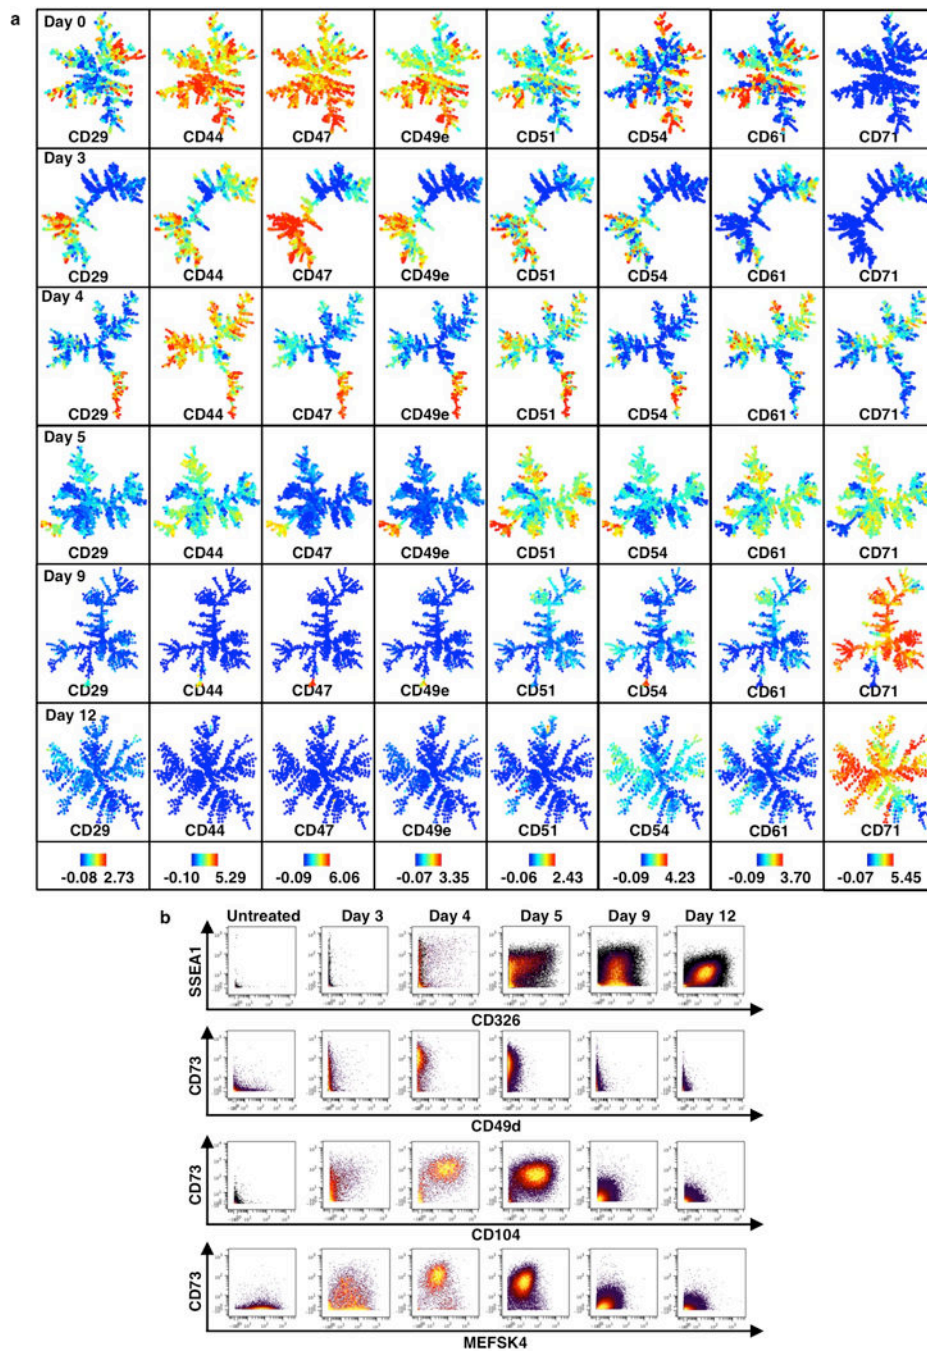 a
Day 0
CD29 CD44 CD47 CD49e CD51 CD54 CD61 CD71
Day 3
CD29 CD44 CD47 CD49e CD51 CD54 CD61 CD71
Day 4
CD29 CD44 CD47 CD49e CD51 CD54 CD61 CD71
Day 5
CD29 CD44 CD47 CD49e CD51 CD54 CD61 CD71
Day 9
CD29 CD44 CD47 CD49e CD51 CD54 CD61 CD71
Day 12
CD29 CD44 CD47 CD49e CD51 CD54 CD61 CD71
-0.08 2.73 -0.10 5.29 -0.09 6.06 -0.07 3.35 -0.06 2.43 -0.09 4.23 -0.09 3.70 -0.07 5.45
b
Untreated Day 3 Day 4 Day 5 Day 9 Day 12
SSEA1
CD326
CD73
CD49d
CD73
CD104
CD73
MEFSK4